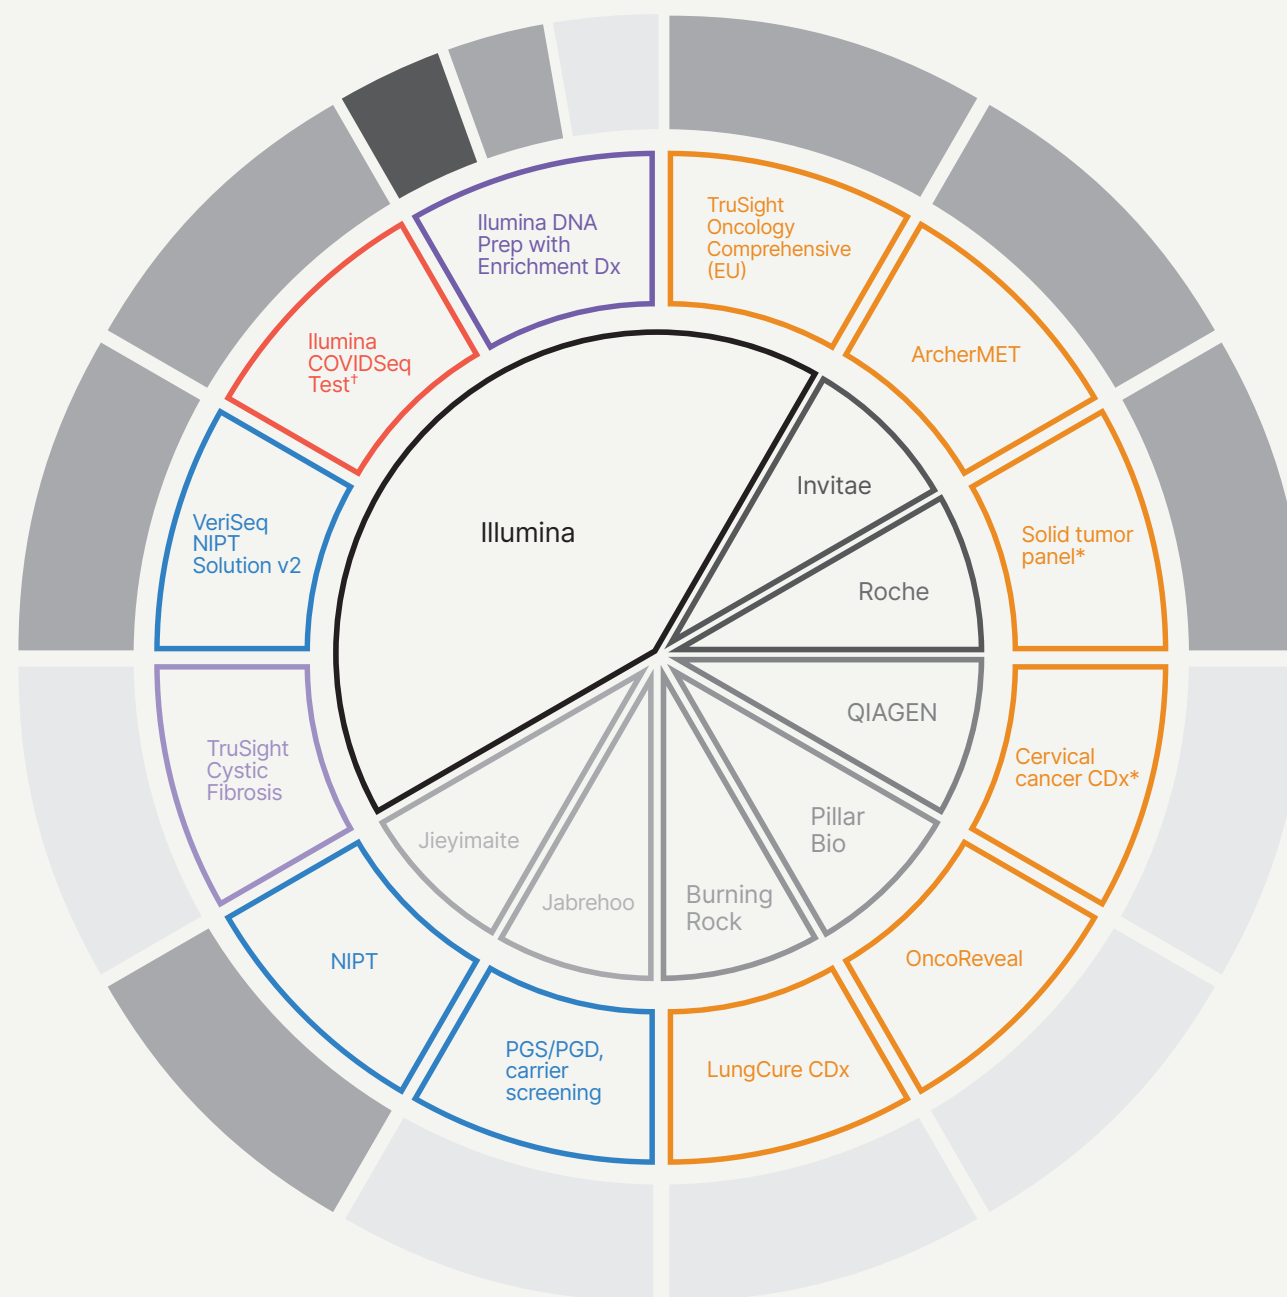 Ilumina DNA
Prep with
Enrichment Dx
TruSight
Oncology
Comprehensive
(EU)
ArcherMET
Solid tumor
panel*
Cervical
cancer CDx*
OncoReveal
LungCure CDx
PGS/PGD,
carrier
screening
NIPT
TruSight
Cystic
Fibrosis
VeriSeq
NIPT
Solution v2
Ilumina
COVIDSeq
Test†
Illumina
Invitae
Roche
QIAGEN
Pillar
Bio
Burning
Rock
Jabrehoo
Jieyimaite